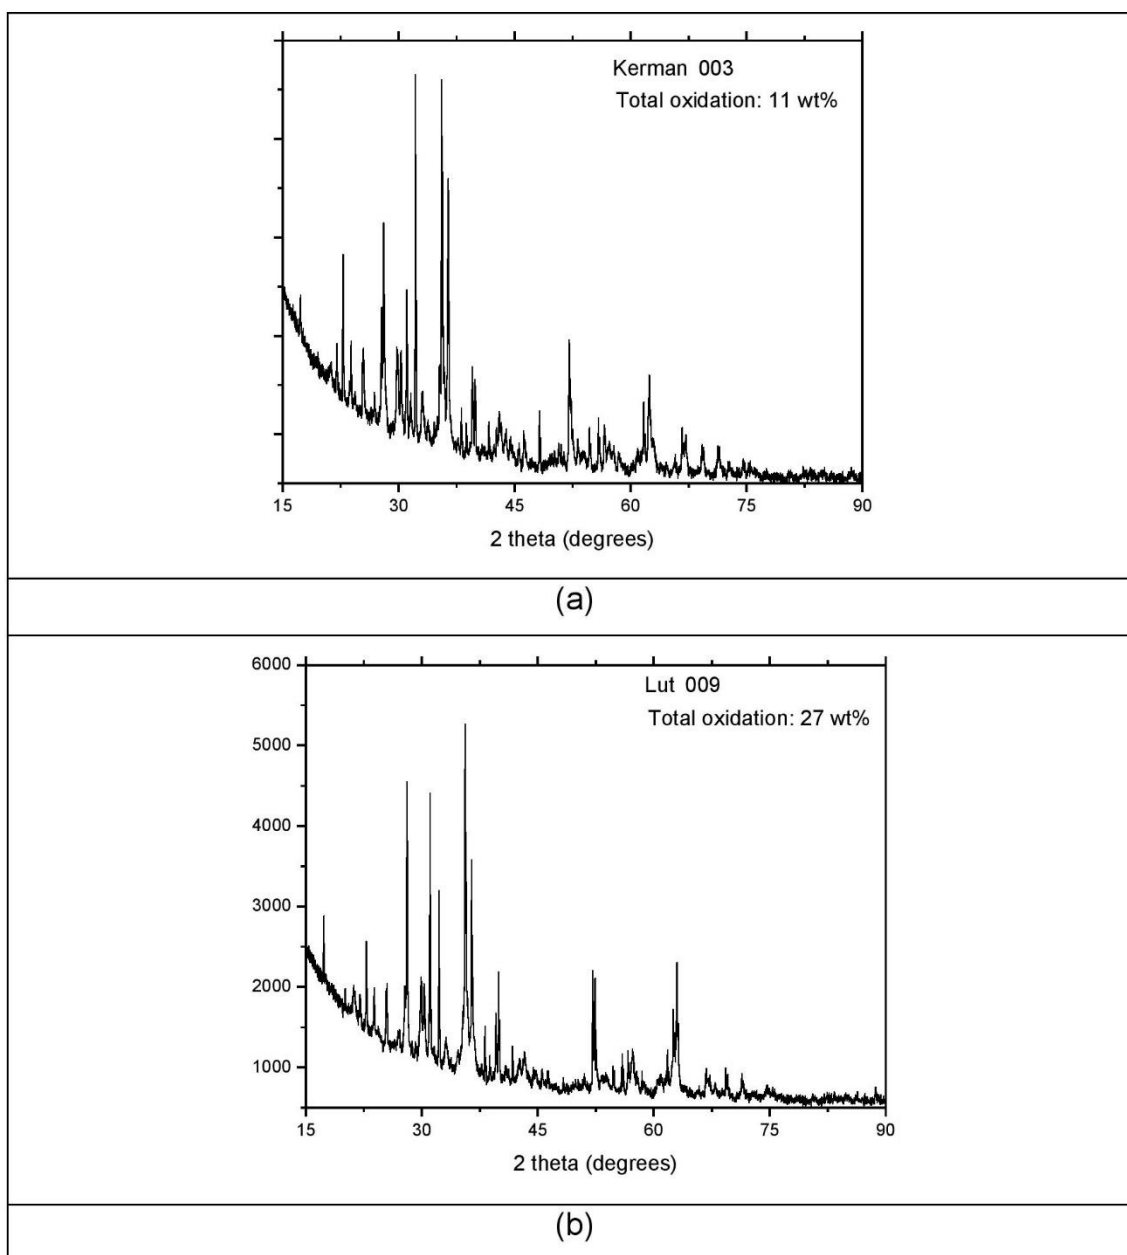 Kerman 003
Total oxidation: 11 wt%
15 30 45 60 75 90
2 theta (degrees)
(a)
6000
Lut 009
Total oxidation: 27 wt%
5000
4000
3000
2000
1000
15 30 45 60 75 90
2 theta (degrees)
(b)